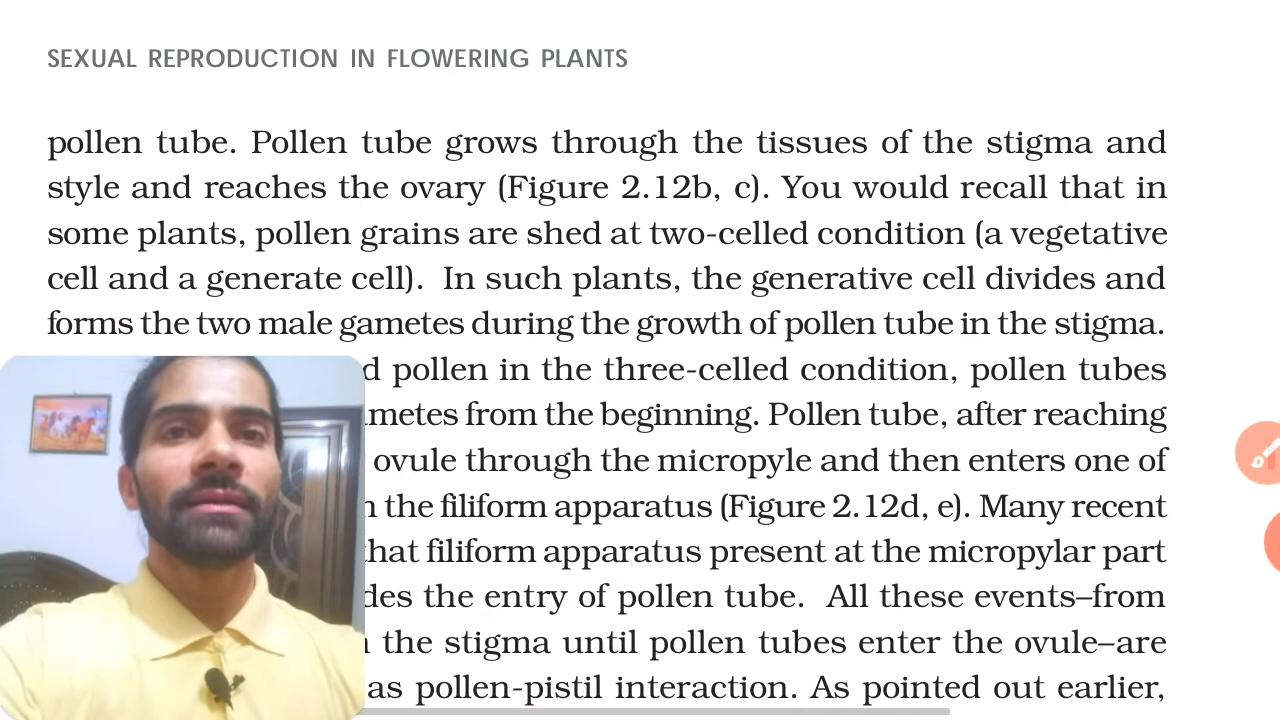 SEXUAL REPRODUCTION IN FLOWERING PLANTS
pollen tube. Pollen tube grows through the tissues of the stigma and
style and reaches the ovary (Figure 2.12b, c). You would recall that in
some plants, pollen grains are shed at two-celled condition (a vegetative
cell and a generate cell). In such plants, the generative cell divides and
forms the two male gametes during the growth of pollen tube in the stigma.
pollen in the three-celled condition, pollen tubes
from the beginning. Pollen tube, after reaching
ovule through the micropyle and then enters one of
the filiform apparatus (Figure 2.12d, e). Many recent
that filiform apparatus present at the micropylar part
the entry of pollen tube. All these events–from
the stigma until pollen tubes enter the ovule–are
as pollen-pistil interaction. As pointed out earlier,